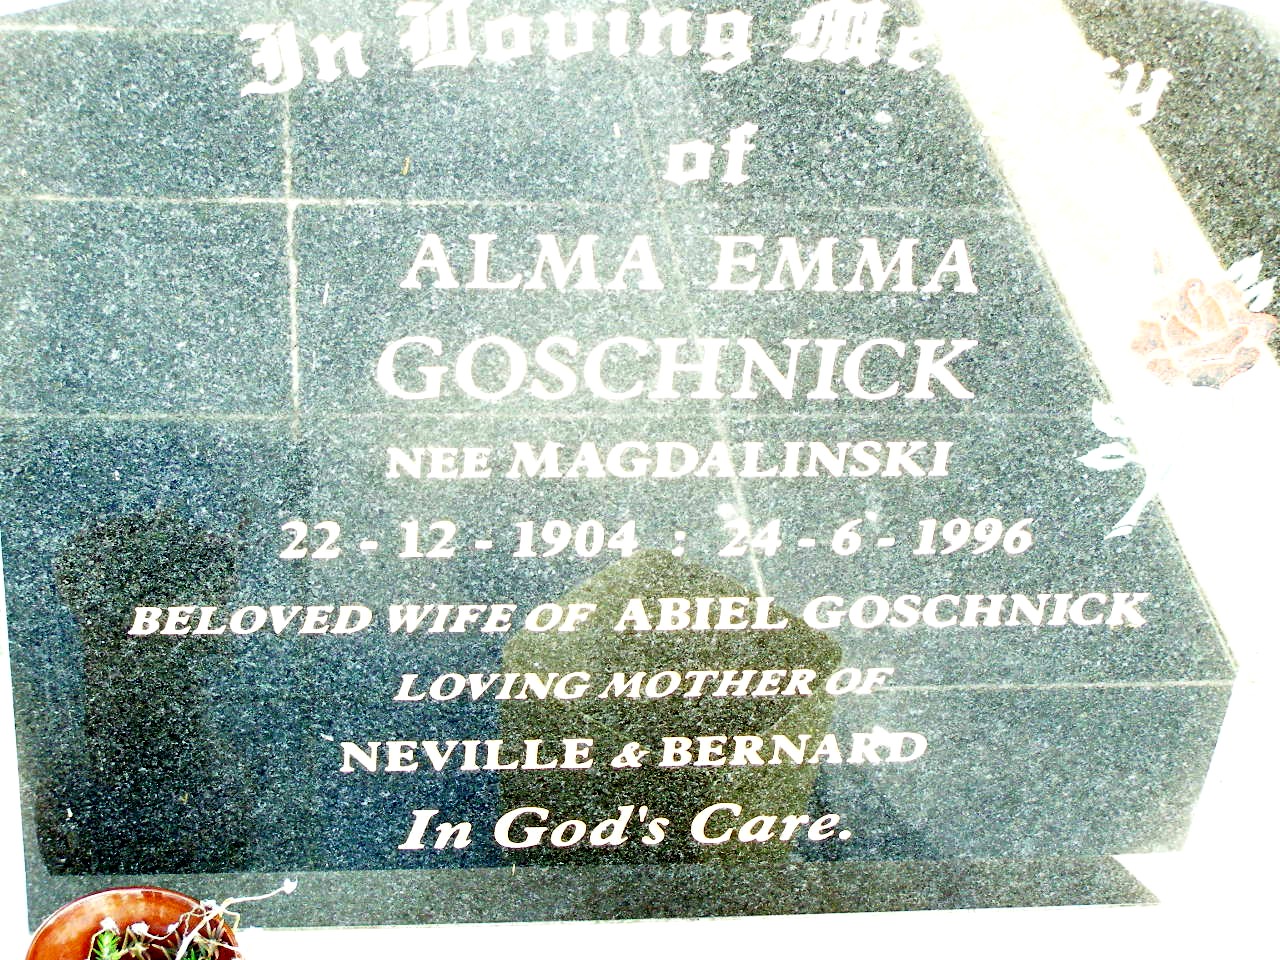 In Loving Memory
of
ALMA EMMA
GOSCHNICK
NEE MAGDALINSKI
22 - 12 - 1904 : 24 - 6 - 1996
BELOVED WIFE OF ABIEL GOSCHNICK
LOVING MOTHER OF
NEVILLE & BERNARD
In God's Care.